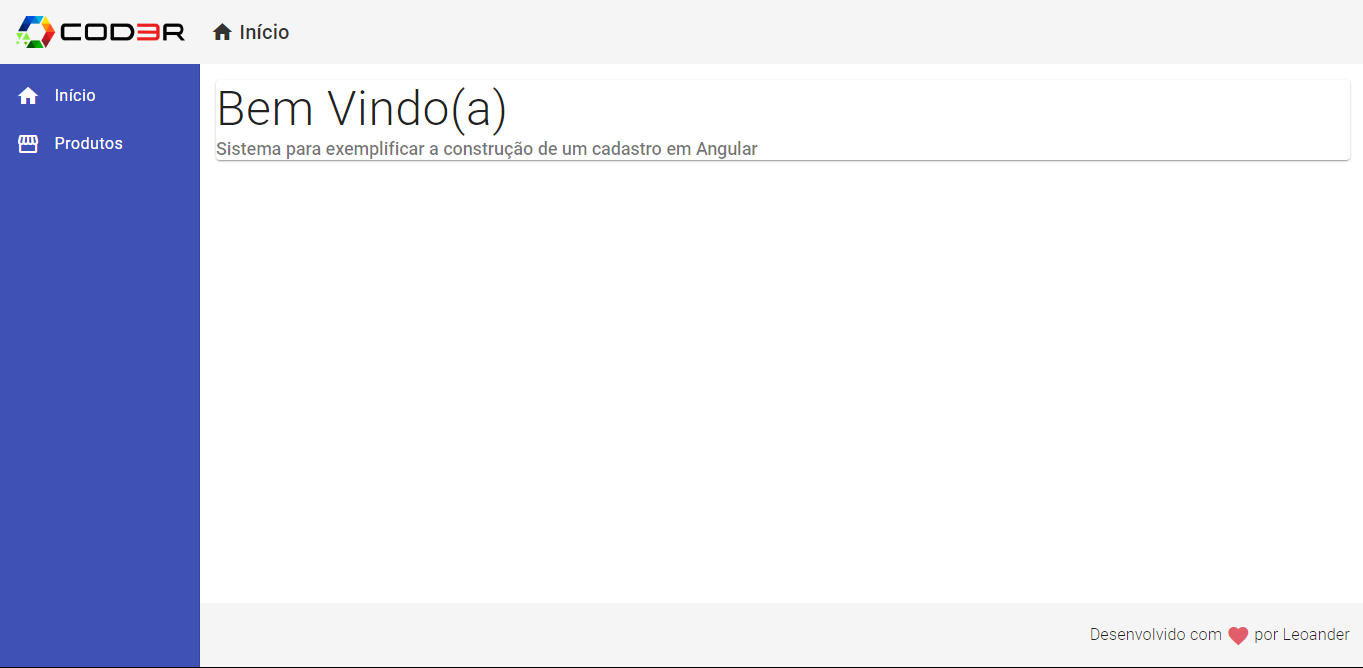 COD3R
Início
Início
Produtos
Bem Vindo(a)
Sistema para exemplificar a construção de um cadastro em Angular
Desenvolvido com por Leoander